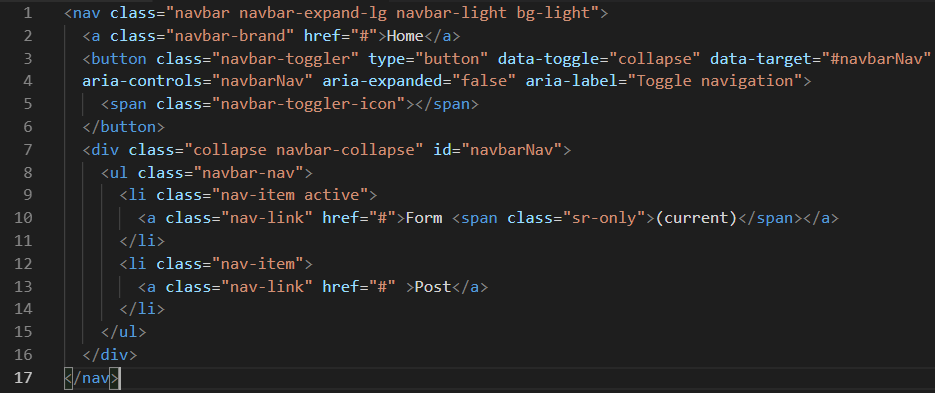 1 <nav class="navbar navbar-expand-lg navbar-light bg-light">
2   <a class="navbar-brand" href="#">Home</a>
3   <button class="navbar-toggler" type="button" data-toggle="collapse" data-target="#navbarNav"
4   aria-controls="navbarNav" aria-expanded="false" aria-label="Toggle navigation">
5     <span class="navbar-toggler-icon"></span>
6   </button>
7   <div class="collapse navbar-collapse" id="navbarNav">
8     <ul class="navbar-nav">
9       <li class="nav-item active">
10         <a class="nav-link" href="#">Form <span class="sr-only">(current)</span></a>
11       </li>
12       <li class="nav-item">
13         <a class="nav-link" href="#" >Post</a>
14       </li>
15     </ul>
16   </div>
17 </nav>